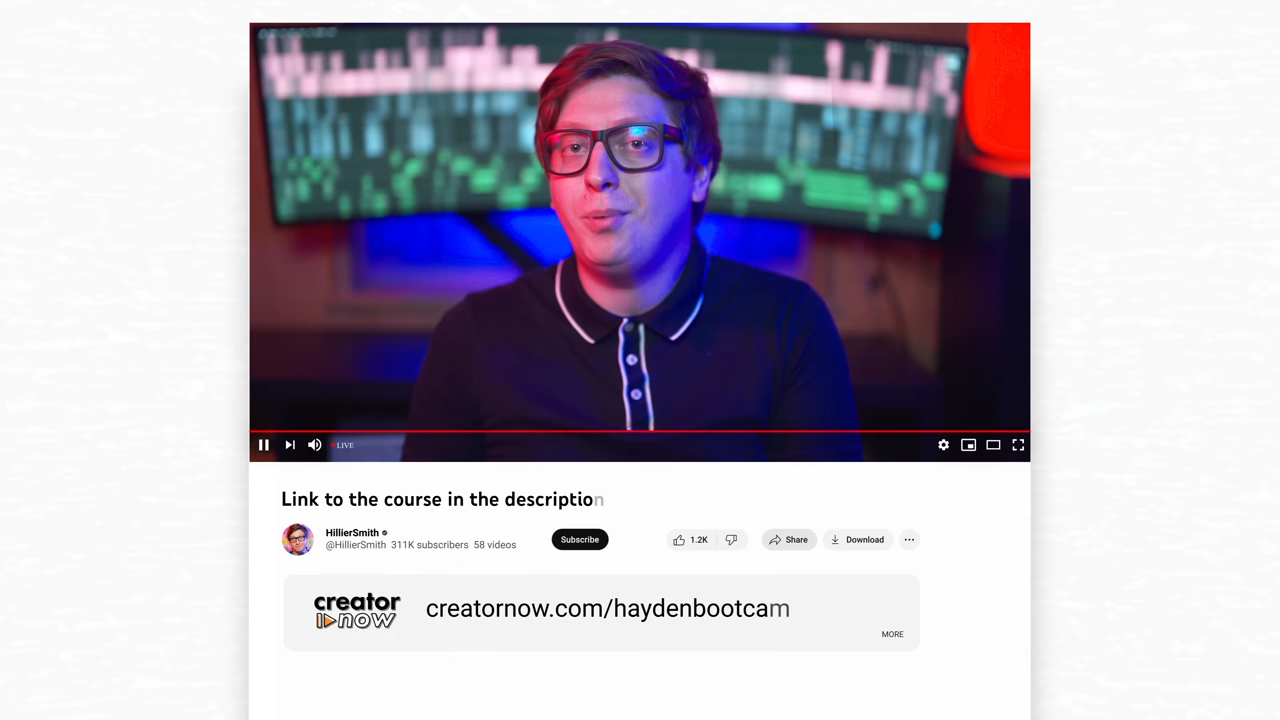 LIVE
Link to the course in the description
HillierSmith
@HillierSmith 311K subscribers 58 videos
Subscribe
1.2K
Share
Download
creator
now
creatornow.com/haydenbootcam
MORE